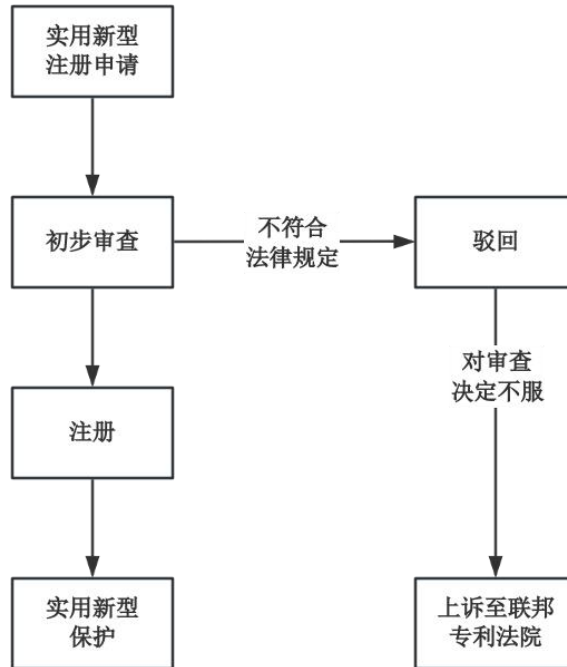 实用新型
注册申请
初步审查
不符合
法律规定
驳回
对审查
决定不服
注册
实用新型
保护
上诉至联邦
专利法院